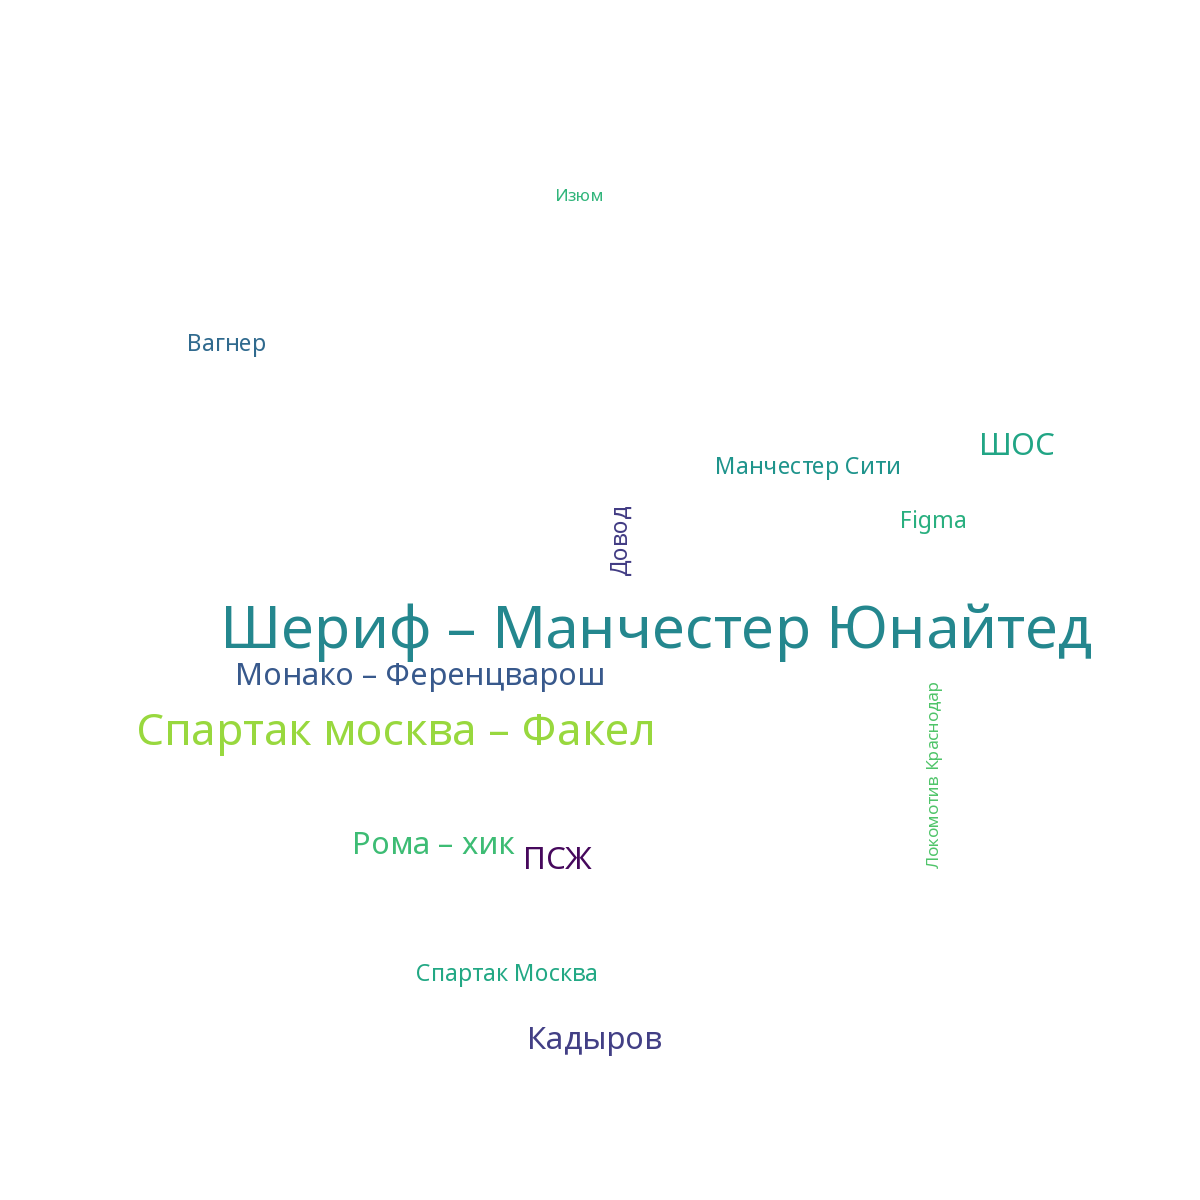 Изюм
Вагнер
ШОС
Манчестер Сити
Figma
Довод
Шериф – Манчестер Юнайтед
Монако – Ференцварош
Спартак москва – Факел
Локомотив Краснодар
Рома – хик
ПСЖ
Спартак Москва
Кадыров